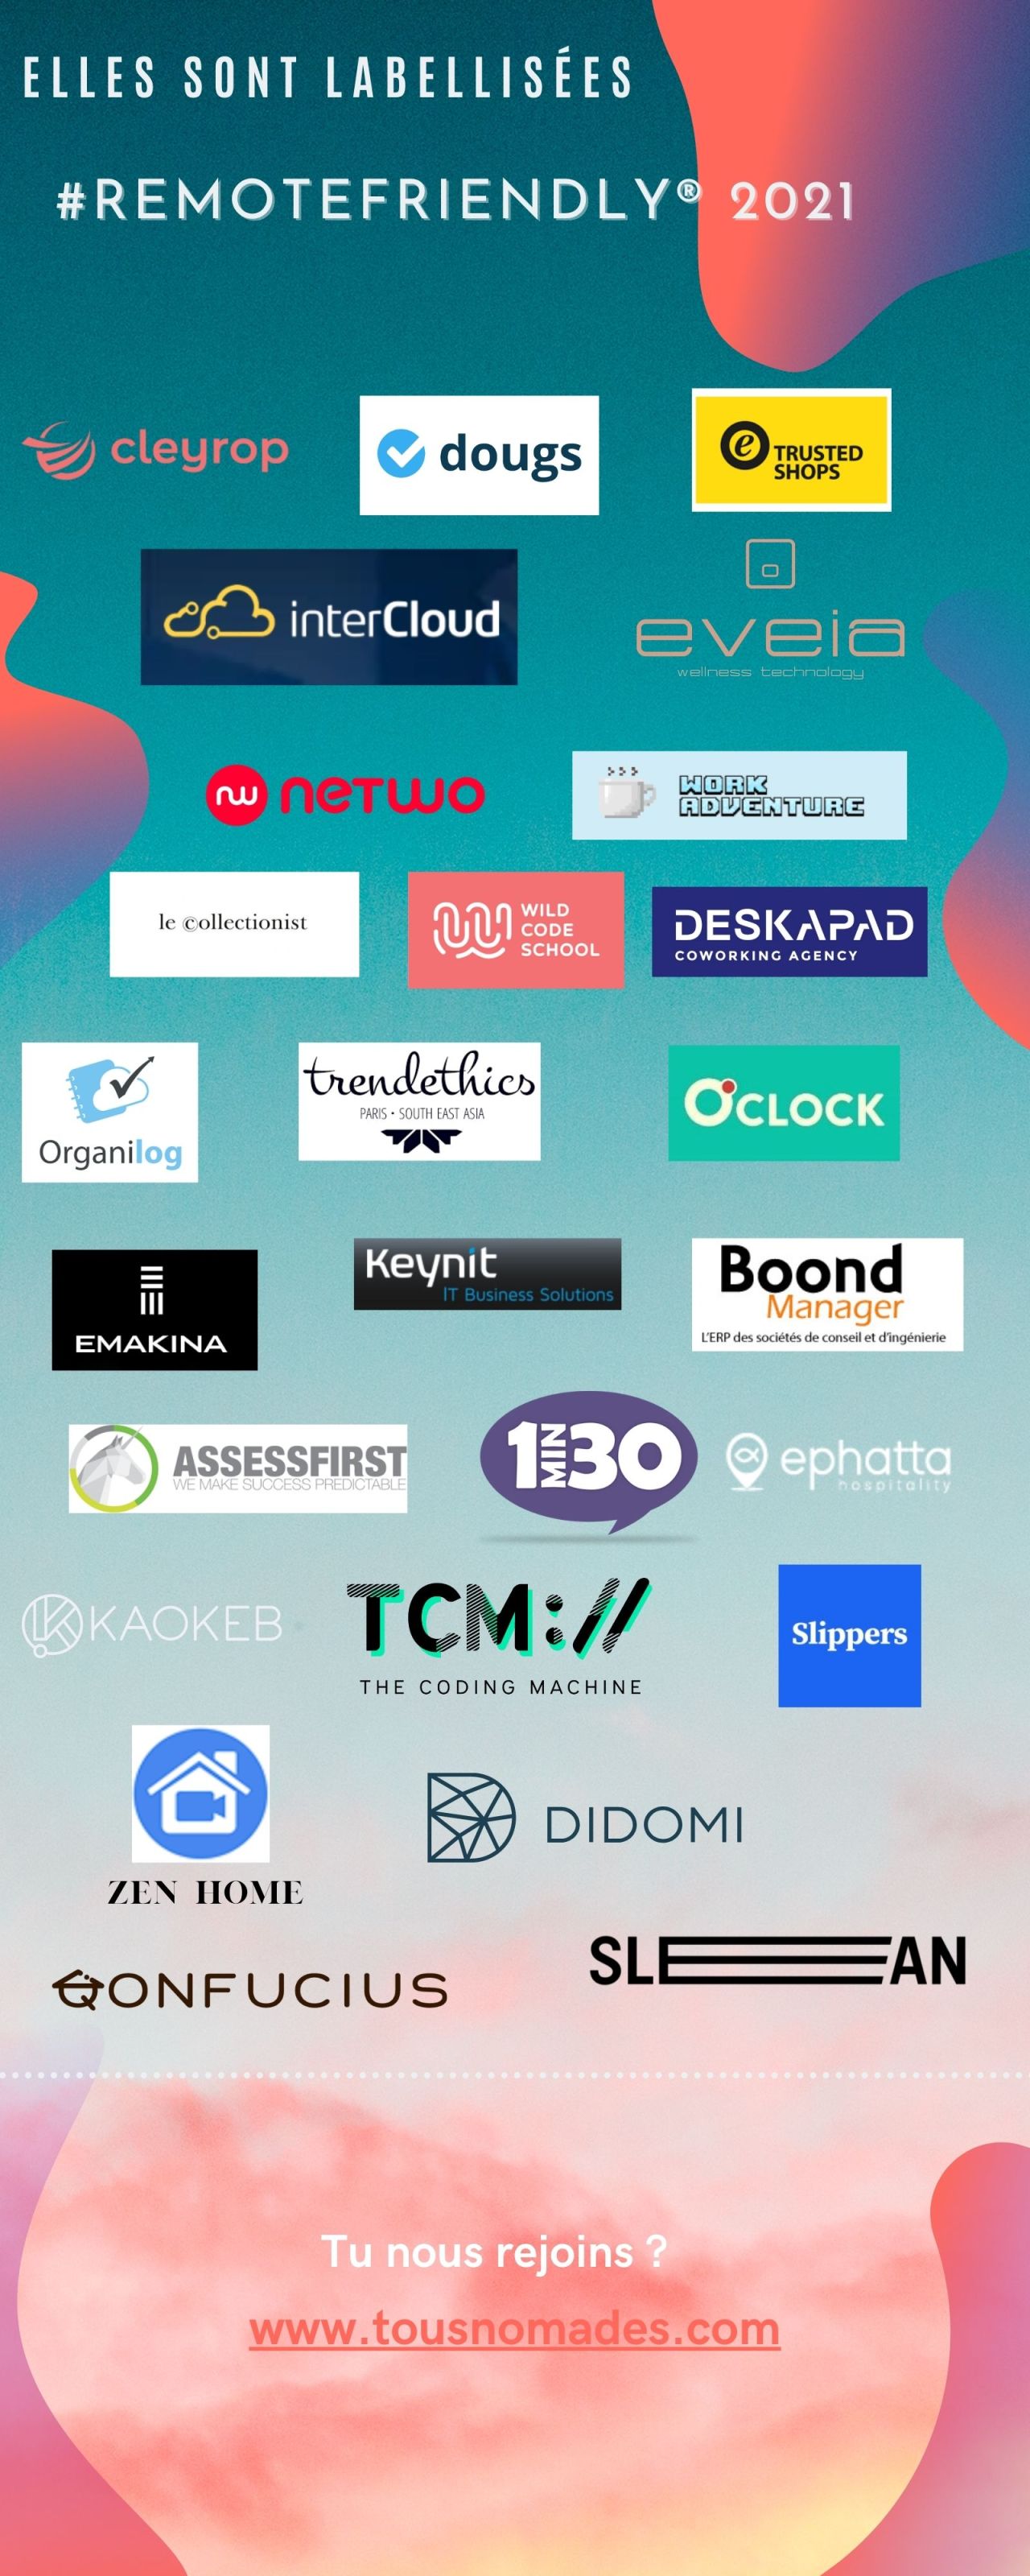 ELLES SONT LABELLISÉES
#REMOTEFRIENDLY® 2021
cleyrop
dougs
e TRUSTED
SHOPS
interCloud
eveia
wellness technology
nw netwo
WORK
ADVENTURE
le collectionist
WILD
CODE
SCHOOL
DESKAPAD
COWORKING AGENCY
Organilog
trendethics
PARIS • SOUTH EAST ASIA
O'CLOCK
EMAKINA
Keynit
IT Business Solutions
Boond
Manager
L'ERP des sociétés de conseil et d'ingénierie
ASSESSFIRST
WE MAKE SUCCESS PREDICTABLE
1MIN30
ephatta
hospitality
KAOKEB
TCM://
THE CODING MACHINE
Slippers
ZEN HOME
DIDOMI
QONFUCIUS
SLEAN
Tu nous rejoins ?
www.tousnomades.com